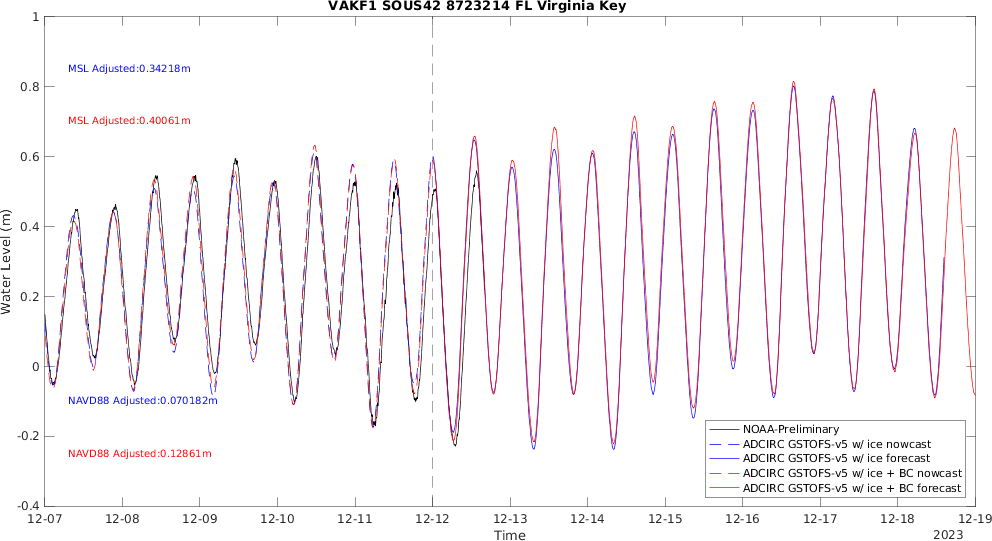 VAKF1 SOUS42 8723214 FL Virginia Key
1
0.8
0.6
0.4
0.2
0
-0.2
-0.4
Water Level (m)
MSL Adjusted:0.34218m
MSL Adjusted:0.40061m
NAVD88 Adjusted:0.070182m
NAVD88 Adjusted:0.12861m
NOAA-Preliminary
ADCIRC GSTOFS-v5 w/ ice nowcast
ADCIRC GSTOFS-v5 w/ ice forecast
ADCIRC GSTOFS-v5 w/ ice + BC nowcast
ADCIRC GSTOFS-v5 w/ ice + BC forecast
12-07 12-08 12-09 12-10 12-11 12-12 12-13 12-14 12-15 12-16 12-17 12-18 12-19
Time
2023